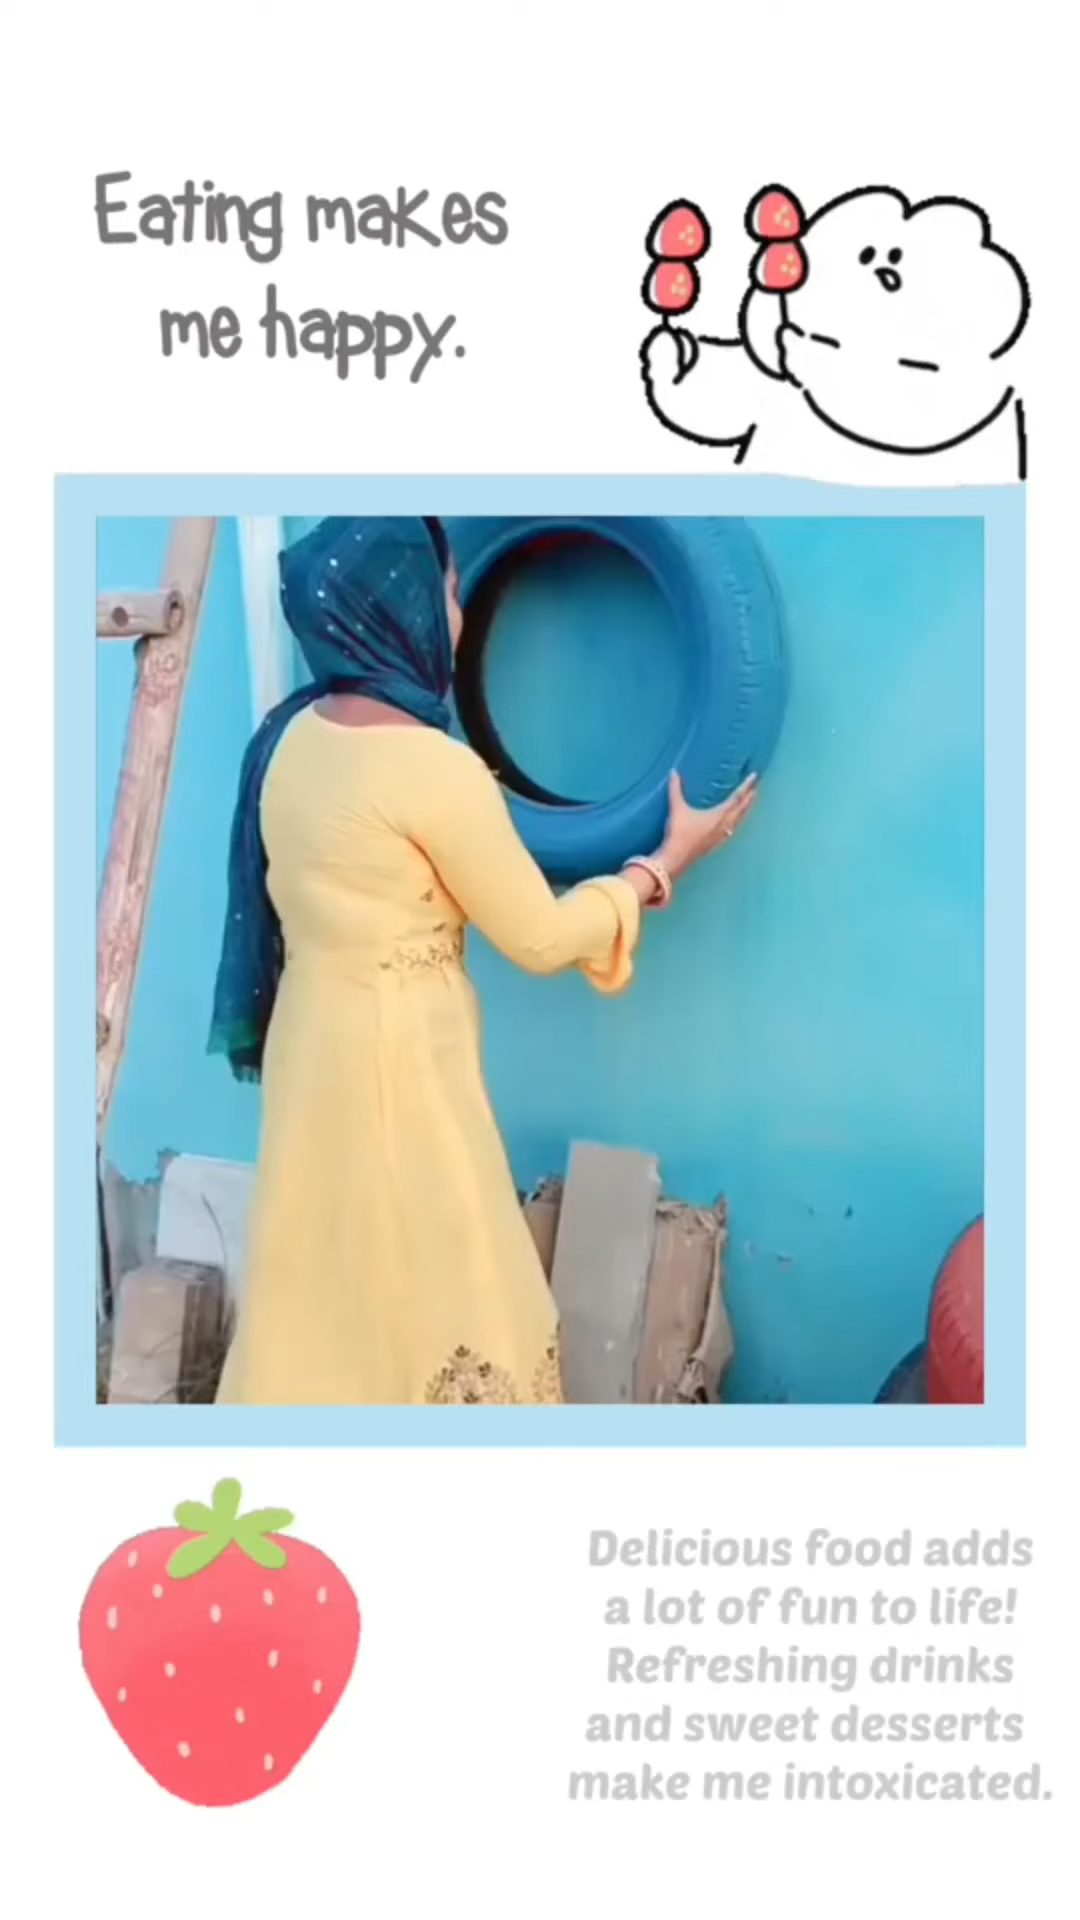 Eating makes
me happy.
Delicious food adds
a lot of fun to life!
Refreshing drinks
and sweet desserts
make me intoxicated.